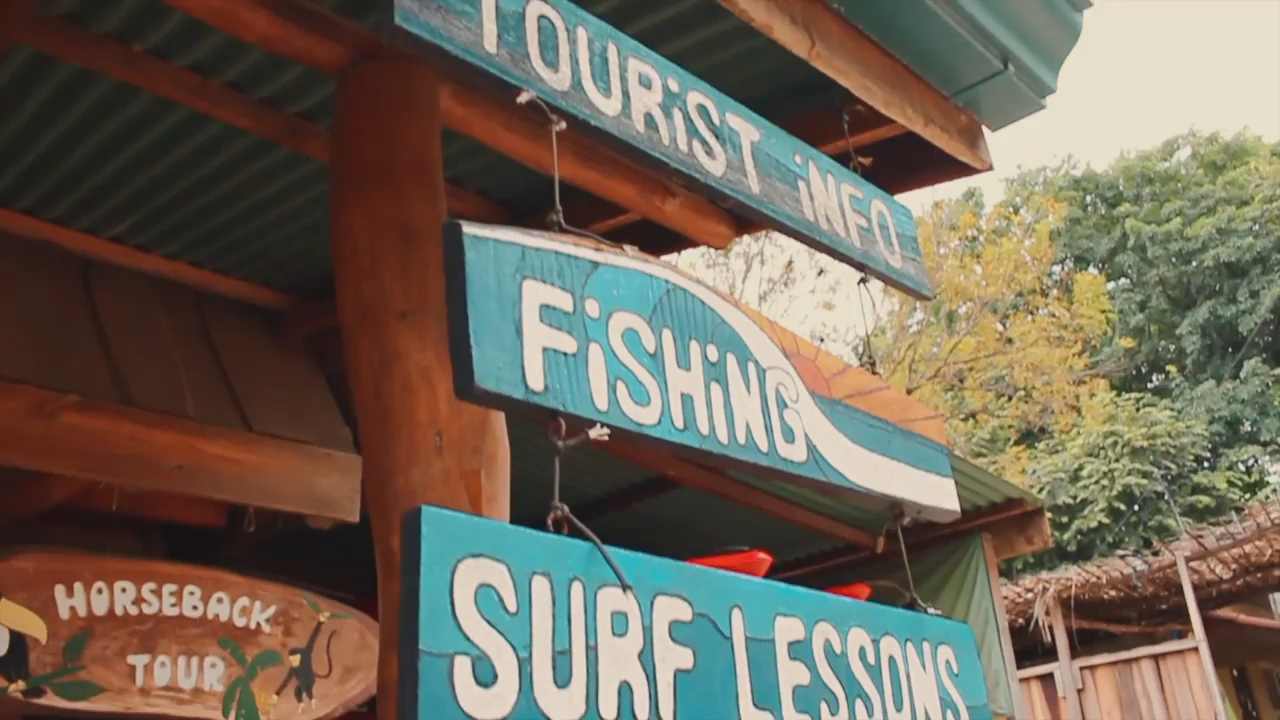 TOURiST iNFO
FiSHiNG
SURF LESSONS
HORSEBACK
TOUR